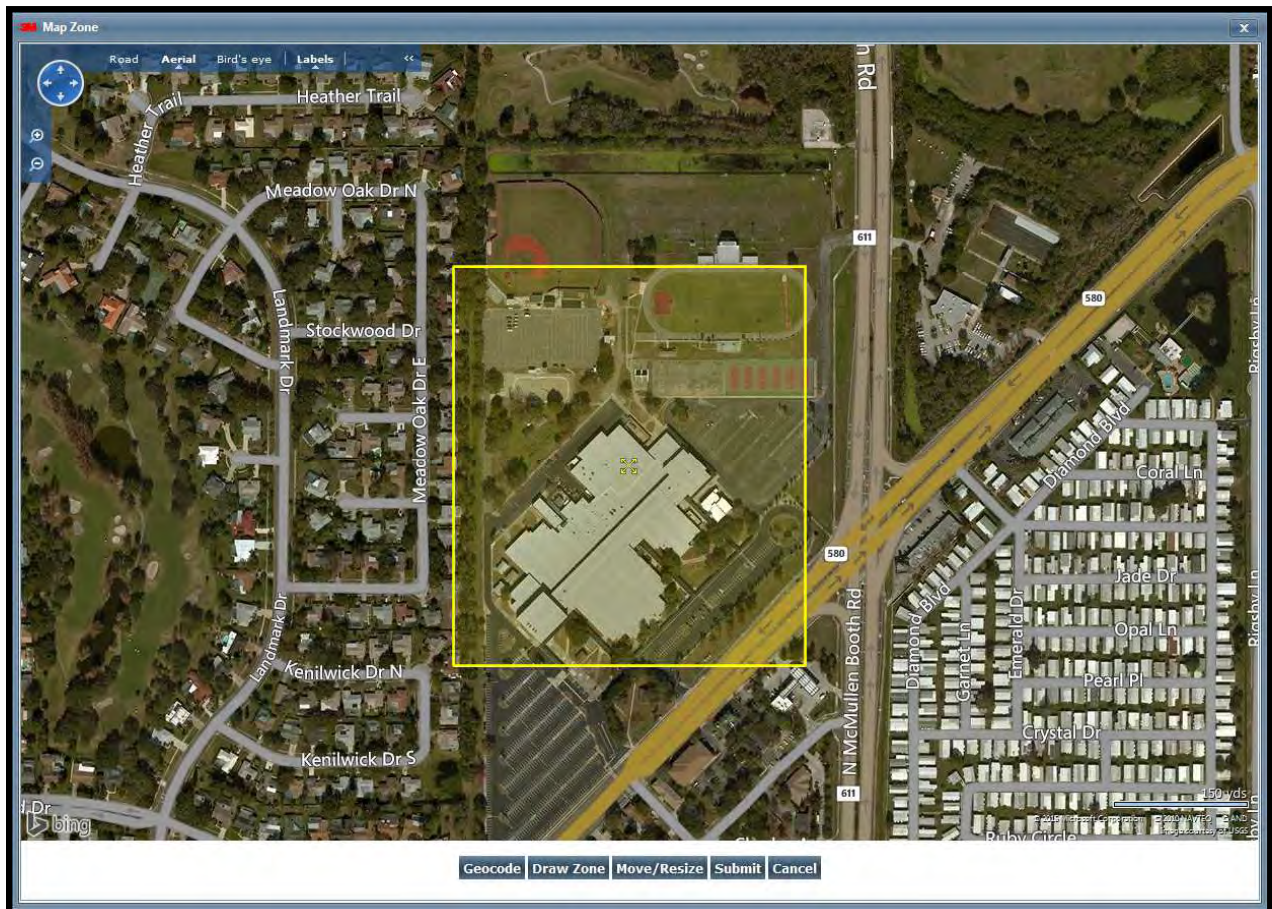 3M Map Zone
X
Road Aerial Bird's eye Labels <<
Heather Trail
Heather Trail
Meadow Oak Dr N
Landmark Dr
Stockwood Dr
Meadow Oak Dr E
Landmark Dr
Kenilwick Dr N
Kenilwick Dr S
Dr
h Rd
611
580
580
N McMullen Booth Rd
611
Rigsby Ln
Diamond Blvd
Coral Ln
Diamond Blvd
Garnet Ln
Emerald Dr
Jade Dr
Opal Ln
Rigsby Ln
Pearl Pl
Crystal Dr
Ruby Circle
150 yds
bing
Geocode Draw Zone Move/Resize Submit Cancel